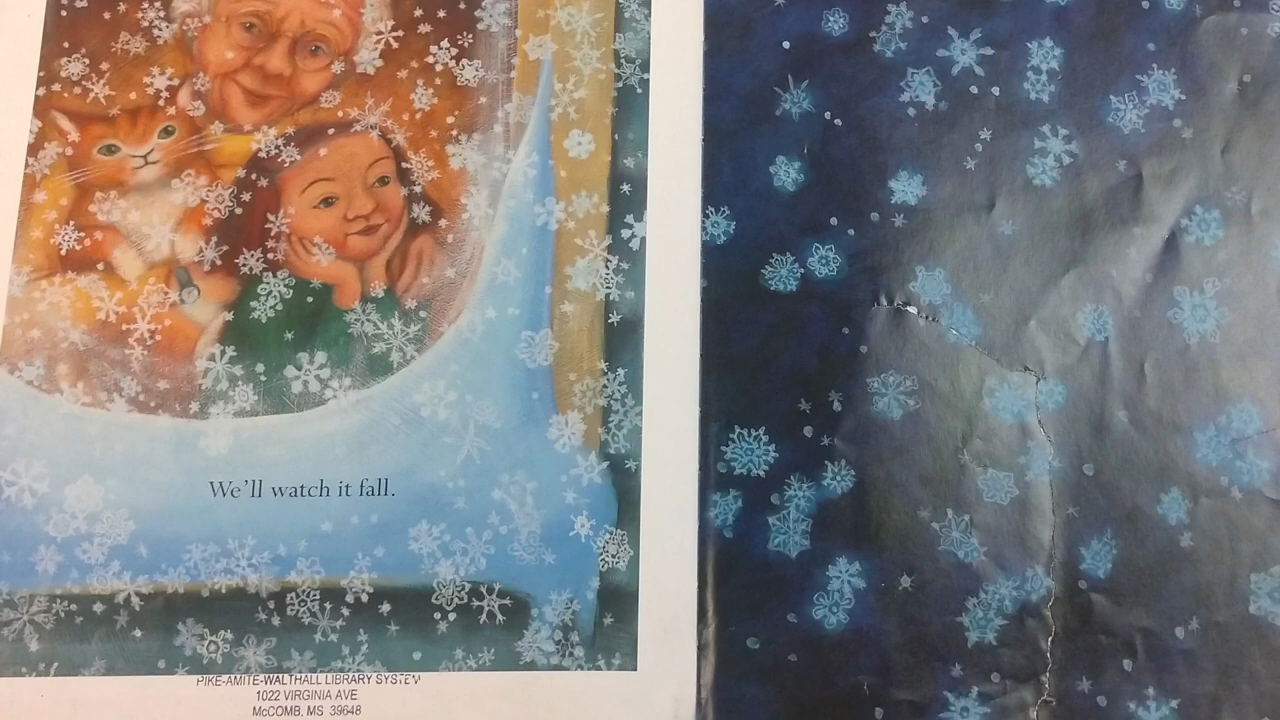 We'll watch it fall.
PIKE-AMITE-WALTHALL LIBRARY SYSTEM
1022 VIRGINIA AVE
McCOMB, MS 39648